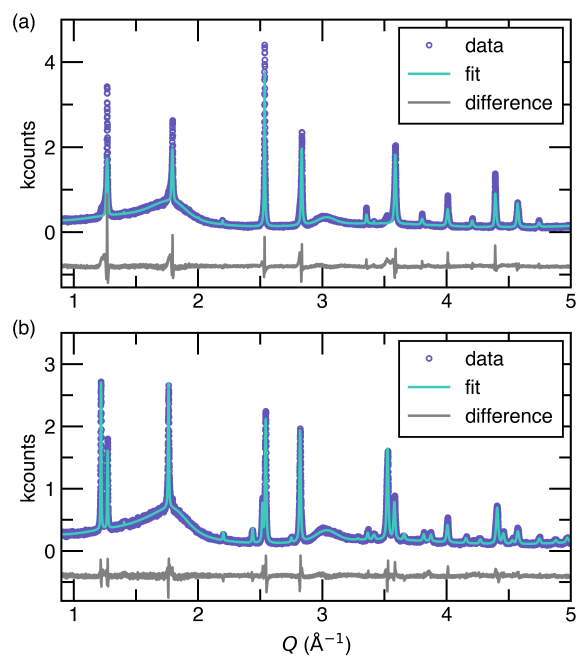 (a)
data
fit
difference
kcounts
4
2
0
1
2
3
4
5
(b)
data
fit
difference
kcounts
3
2
1
0
1
2
3
4
5
Q (Å⁻¹)